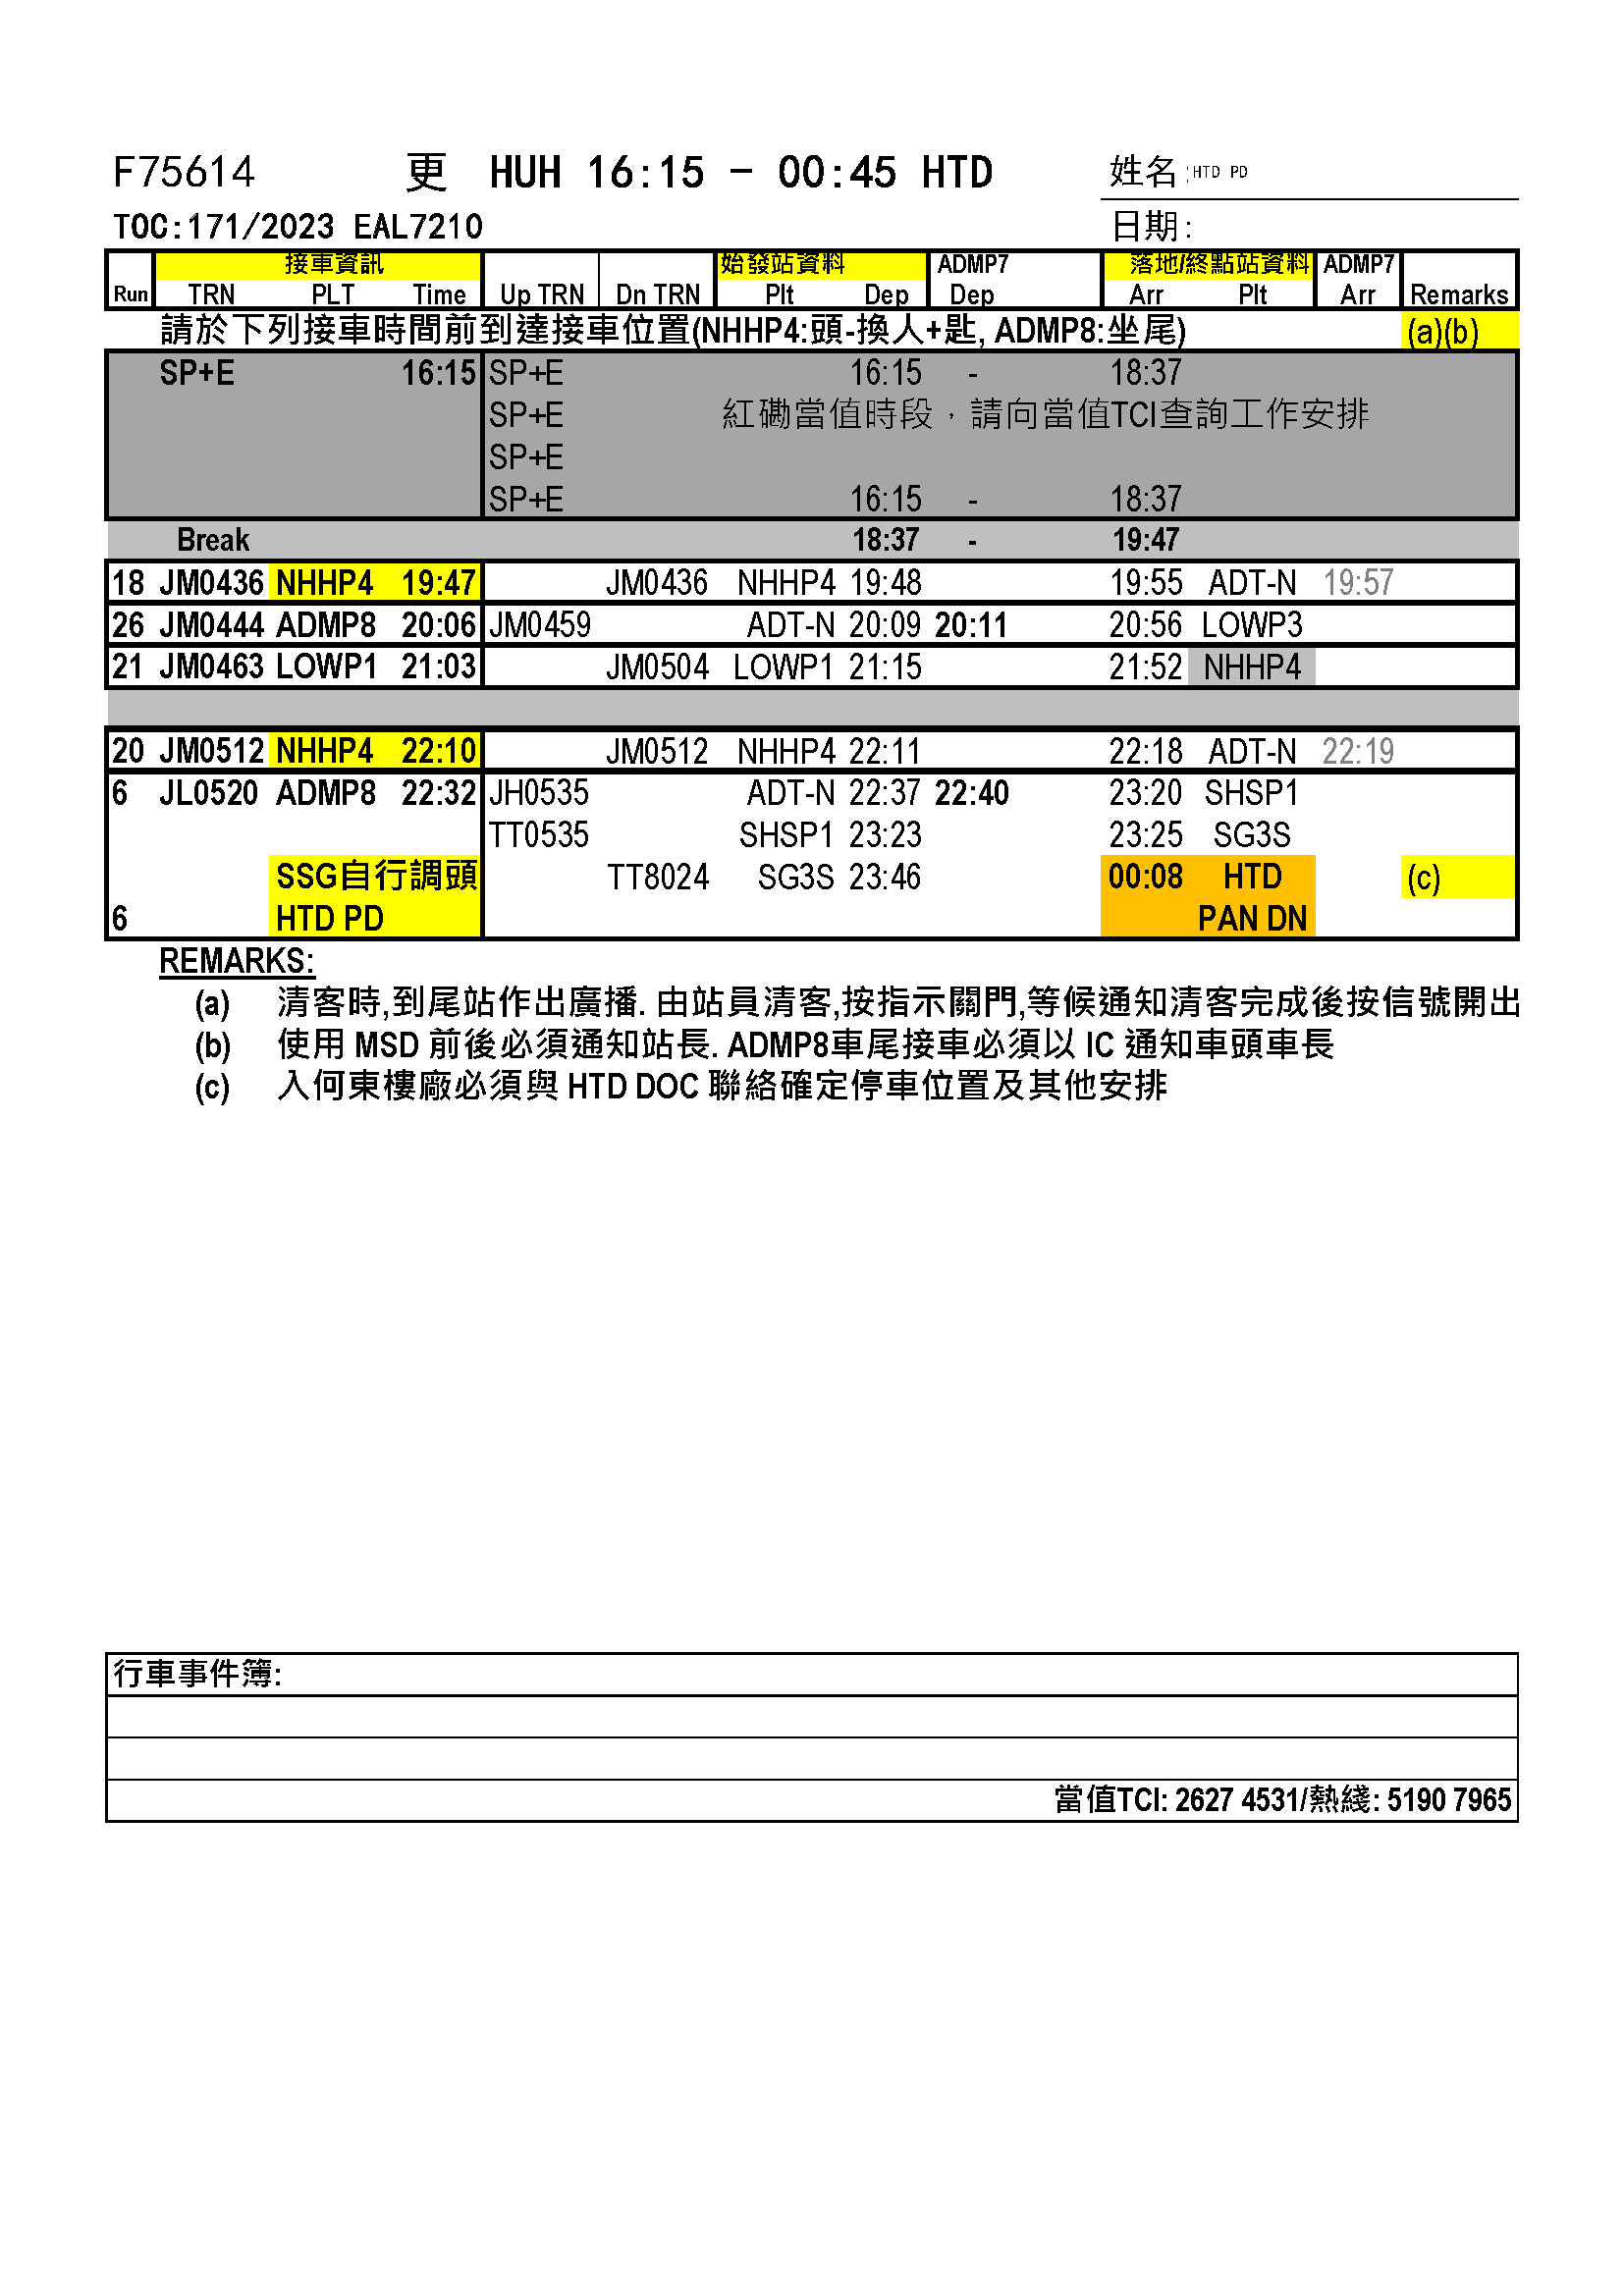 F75614 更 HUH 16:15 - 00:45 HTD 姓名:HTD PD
TOC:171/2023 EAL7210 日期:
接車資訊 始發站資料 ADMP7 落地/終點站資料 ADMP7
Run TRN PLT Time Up TRN Dn TRN Plt Dep Dep Arr Plt Arr Remarks
請於下列接車時間前到達接車位置(NHHP4:頭-換人+匙, ADMP8:坐尾) (a)(b)
SP+E 16:15 SP+E 16:15 - 18:37
SP+E 紅磡當值時段，請向當值TCI查詢工作安排
SP+E
SP+E 16:15 - 18:37
Break 18:37 - 19:47
18 JM0436 NHHP4 19:47 JM0436 NHHP4 19:48 19:55 ADT-N 19:57
26 JM0444 ADMP8 20:06 JM0459 ADT-N 20:09 20:11 20:56 LOWP3
21 JM0463 LOWP1 21:03 JM0504 LOWP1 21:15 21:52 NHHP4
20 JM0512 NHHP4 22:10 JM0512 NHHP4 22:11 22:18 ADT-N 22:19
6 JL0520 ADMP8 22:32 JH0535 ADT-N 22:37 22:40 23:20 SHSP1
TT0535 SHSP1 23:23 23:25 SG3S
SSG自行調頭 TT8024 SG3S 23:46 00:08 HTD (c)
6 HTD PD PAN DN
REMARKS:
(a) 清客時,到尾站作出廣播. 由站員清客,按指示關門,等候通知清客完成後按信號開出
(b) 使用 MSD 前後必須通知站長. ADMP8車尾接車必須以 IC 通知車頭車長
(c) 入何東樓廠必須與 HTD DOC 聯絡確定停車位置及其他安排
行車事件簿:
當值TCI: 2627 4531/熱綫: 5190 7965